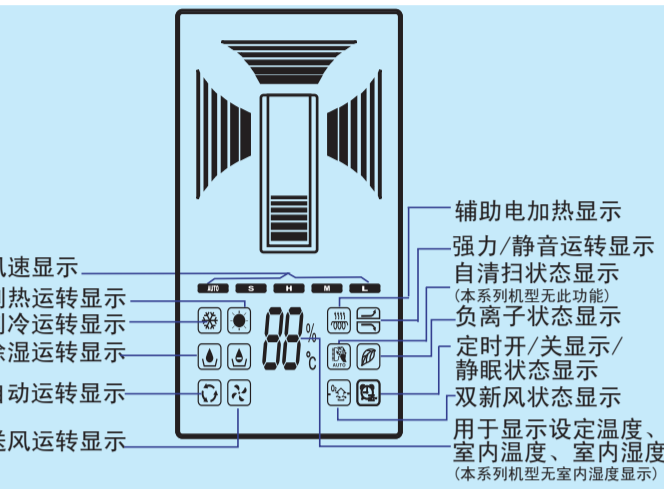 AUTO S H M L
88
%
℃
AUTO
速显示
热运转显示
冷运转显示
湿运转显示
动运转显示
风运转显示
辅助电加热显示
强力/静音运转显示
自清扫状态显示
(本系列机型无此功能)
负离子状态显示
定时开/关显示/
静眠状态显示
双新风状态显示
用于显示设定温度、
室内温度、室内湿度
(本系列机型无室内湿度显示)